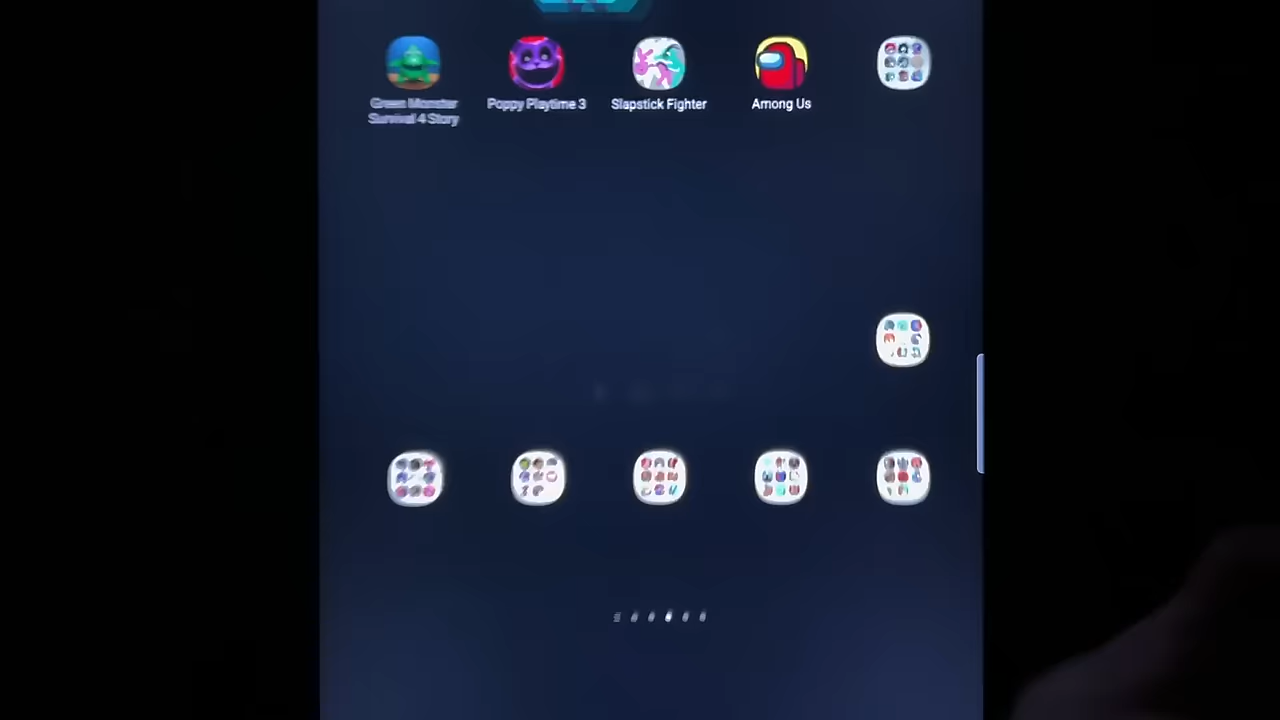 Green Monster
Survival 4 Story
Poppy Playtime 3
Slapstick Fighter
Among Us